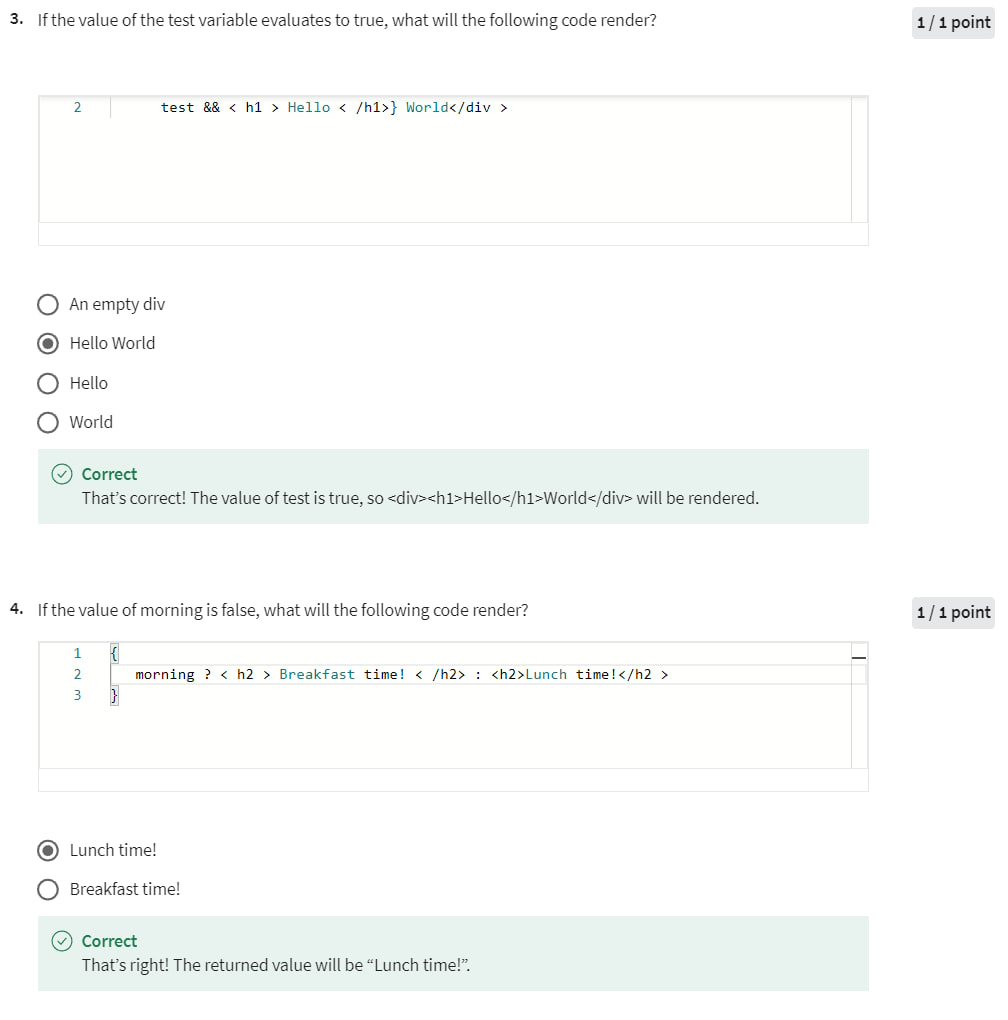 3. If the value of the test variable evaluates to true, what will the following code render?
1 / 1 point
2 test && < h1 > Hello < /h1>} World</div >
An empty div
Hello World
Hello
World
Correct
That's correct! The value of test is true, so <div><h1>Hello</h1>World</div> will be rendered.
4. If the value of morning is false, what will the following code render?
1 / 1 point
1 {
2 morning ? < h2 > Breakfast time! < /h2> : <h2>Lunch time!</h2 >
3 }
Lunch time!
Breakfast time!
Correct
That's right! The returned value will be “Lunch time!”.